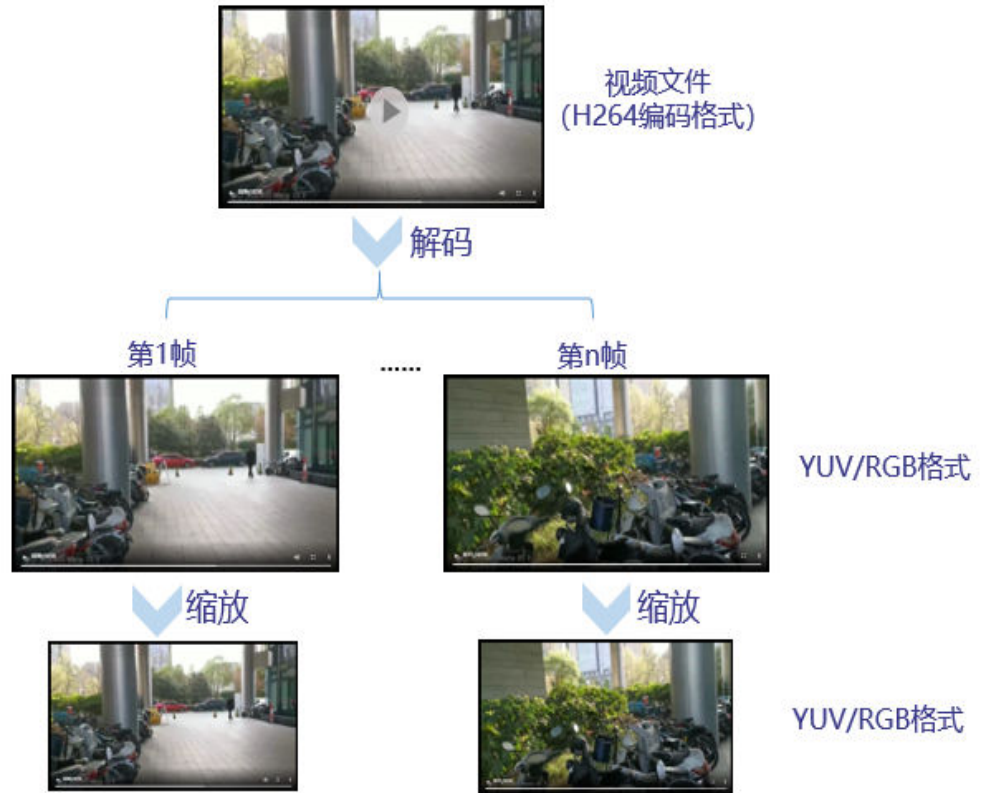 视频文件
(H264编码格式)
解码
第1帧
......
第n帧
YUV/RGB格式
缩放
缩放
YUV/RGB格式